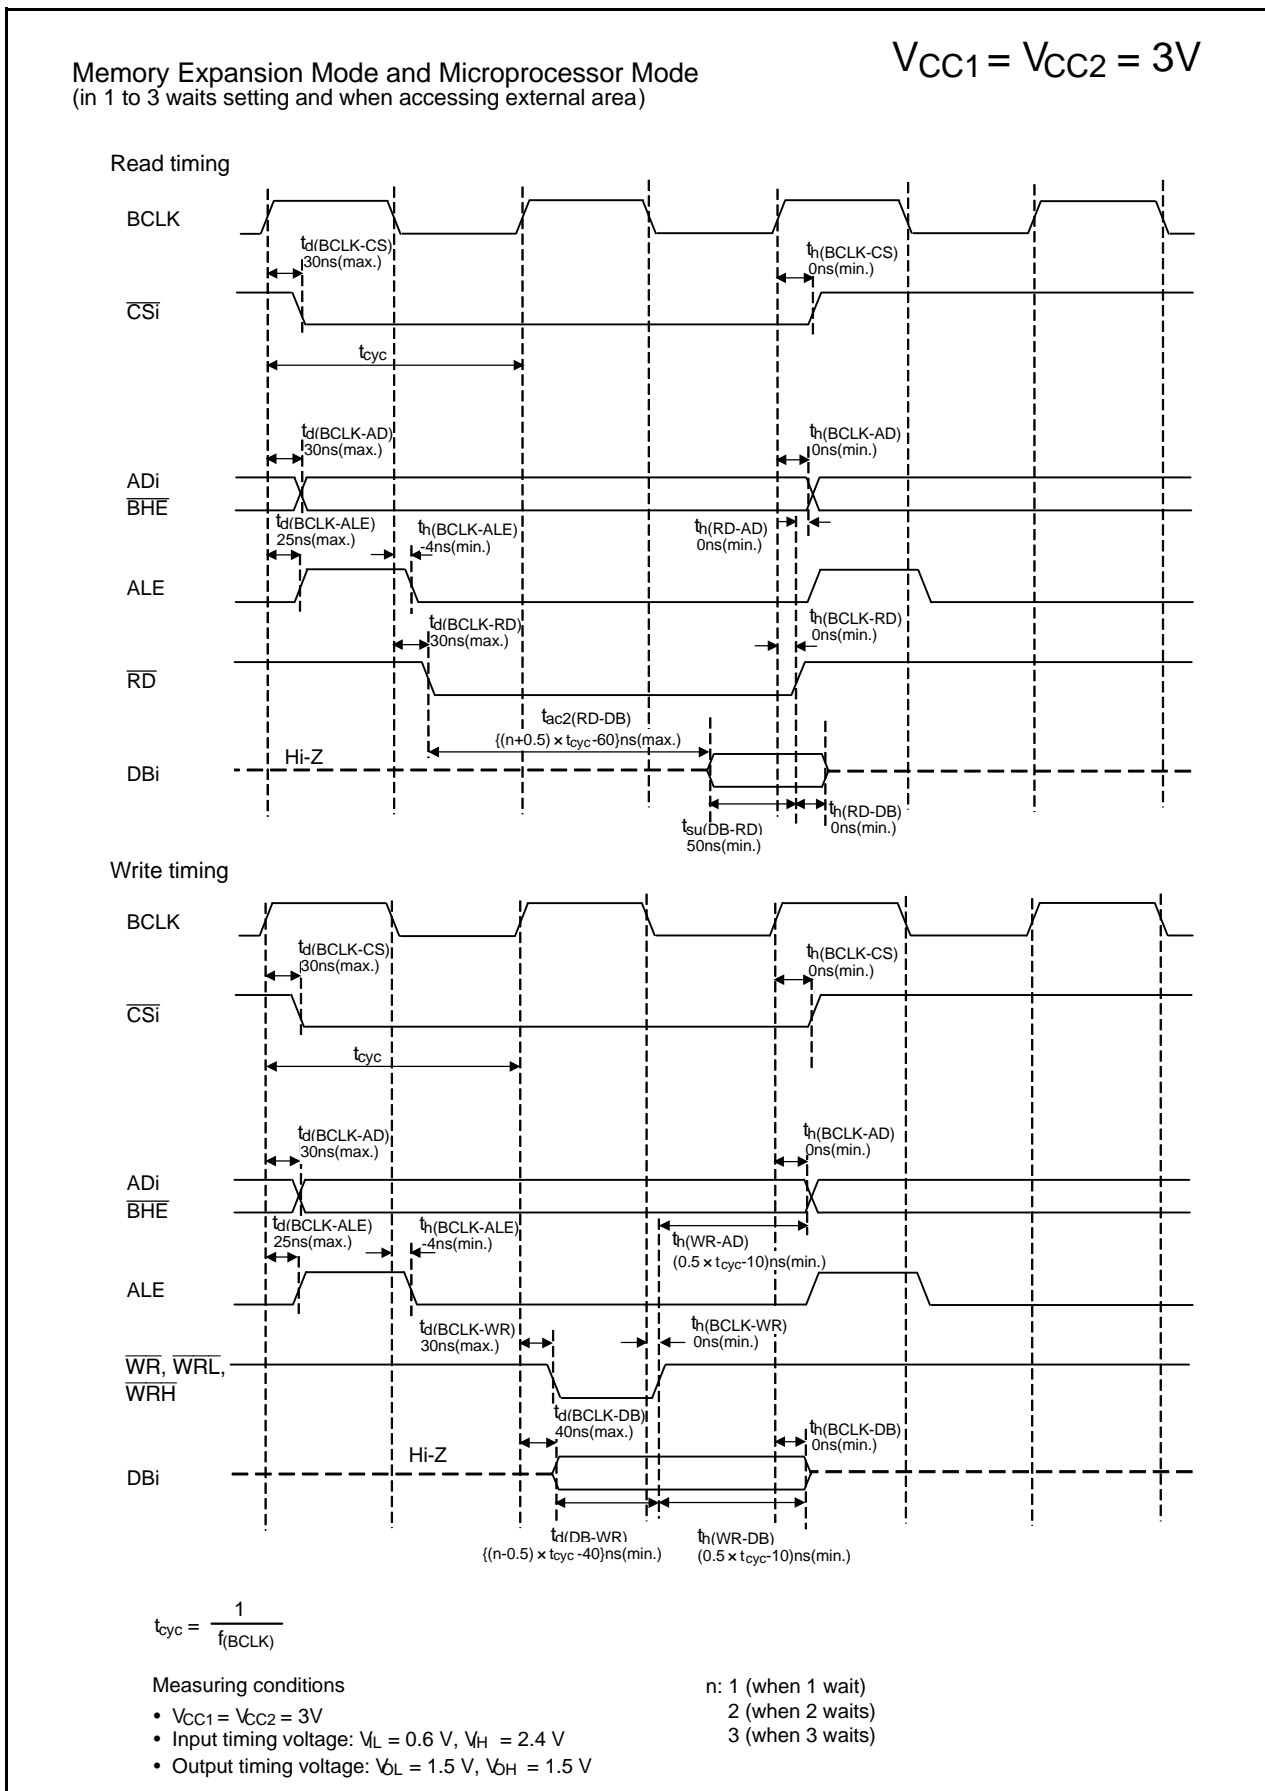 Memory Expansion Mode and Microprocessor Mode
(in 1 to 3 waits setting and when accessing external area)
VCC1 = VCC2 = 3V
Read timing
BCLK
td(BCLK-CS)
30ns(max.)
th(BCLK-CS)
0ns(min.)
CSi
tcyc
td(BCLK-AD)
30ns(max.)
th(BCLK-AD)
0ns(min.)
ADi
BHE
td(BCLK-ALE)
25ns(max.)
th(BCLK-ALE)
-4ns(min.)
th(RD-AD)
0ns(min.)
ALE
td(BCLK-RD)
30ns(max.)
th(BCLK-RD)
0ns(min.)
RD
tac2(RD-DB)
{(n+0.5) × tcyc-60}ns(max.)
Hi-Z
DBi
tsu(DB-RD)
50ns(min.)
th(RD-DB)
0ns(min.)
Write timing
BCLK
td(BCLK-CS)
30ns(max.)
th(BCLK-CS)
0ns(min.)
CSi
tcyc
td(BCLK-AD)
30ns(max.)
th(BCLK-AD)
0ns(min.)
ADi
BHE
td(BCLK-ALE)
25ns(max.)
th(BCLK-ALE)
-4ns(min.)
th(WR-AD)
(0.5 × tcyc-10)ns(min.)
ALE
td(BCLK-WR)
30ns(max.)
th(BCLK-WR)
0ns(min.)
WR, WRL,
WRH
td(BCLK-DB)
40ns(max.)
th(BCLK-DB)
0ns(min.)
Hi-Z
DBi
td(DB-WR)
{(n-0.5) × tcyc -40}ns(min.)
th(WR-DB)
(0.5 × tcyc-10)ns(min.)
tcyc = 1
f(BCLK)
Measuring conditions
• VCC1 = VCC2 = 3V
• Input timing voltage: VIL = 0.6 V, VIH = 2.4 V
• Output timing voltage: VOL = 1.5 V, VOH = 1.5 V
n: 1 (when 1 wait)
2 (when 2 waits)
3 (when 3 waits)